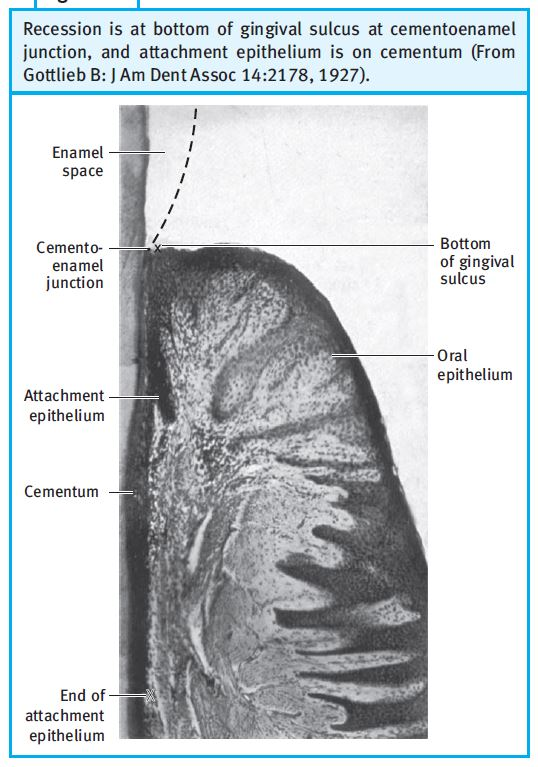 Recession is at bottom of gingival sulcus at cementoenamel
junction, and attachment epithelium is on cementum (From
Gottlieb B: J Am Dent Assoc 14:2178, 1927).
Enamel
space
Cemento-
enamel
junction
Bottom
of gingival
sulcus
Oral
epithelium
Attachment
epithelium
Cementum
End of
attachment
epithelium